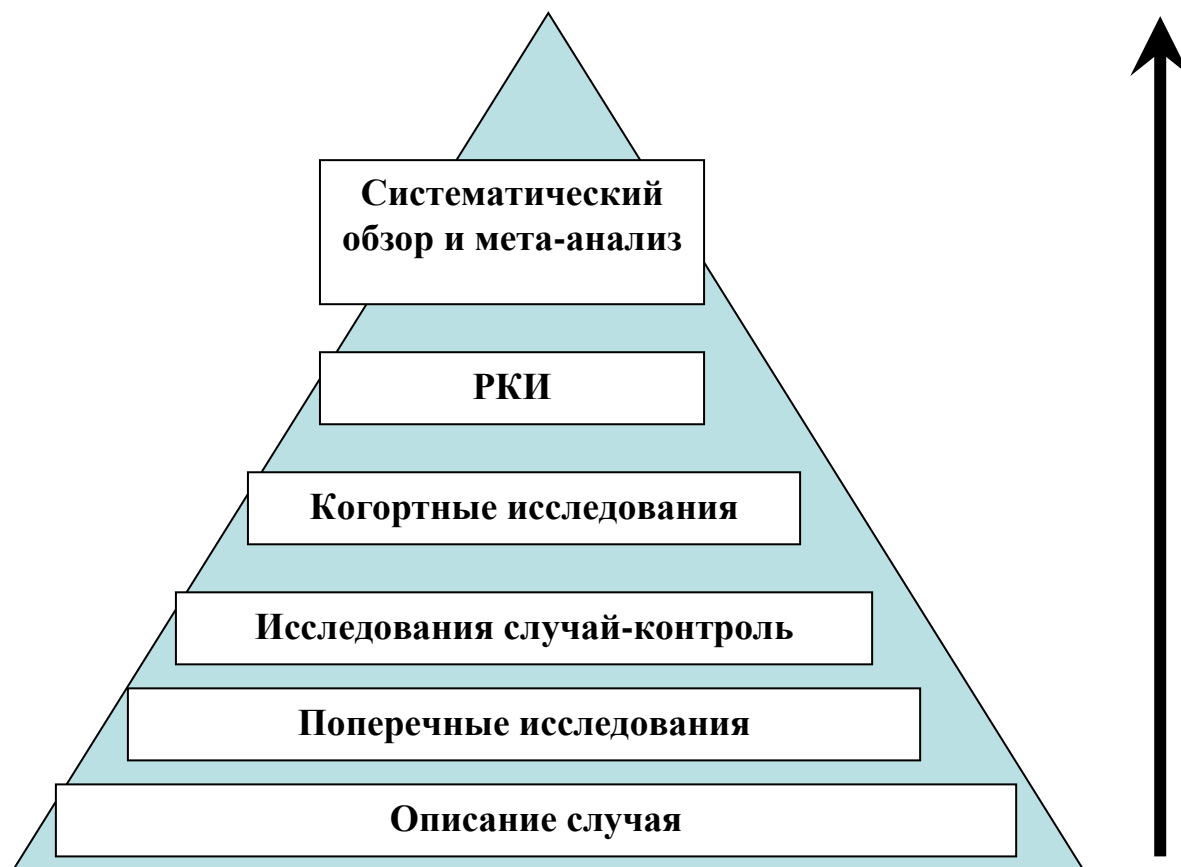 Систематический
обзор и мета-анализ
РКИ
Когортные исследования
Исследования случай-контроль
Поперечные исследования
Описание случая